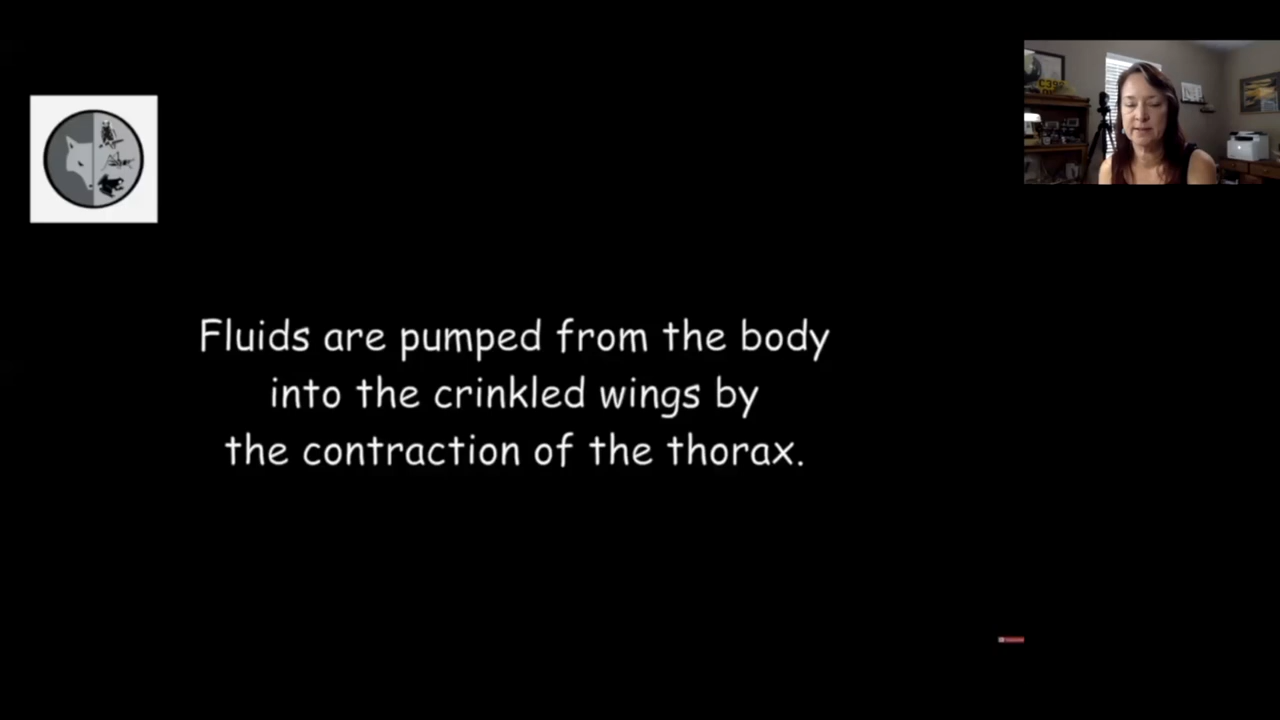 Fluids are pumped from the body
into the crinkled wings by
the contraction of the thorax.